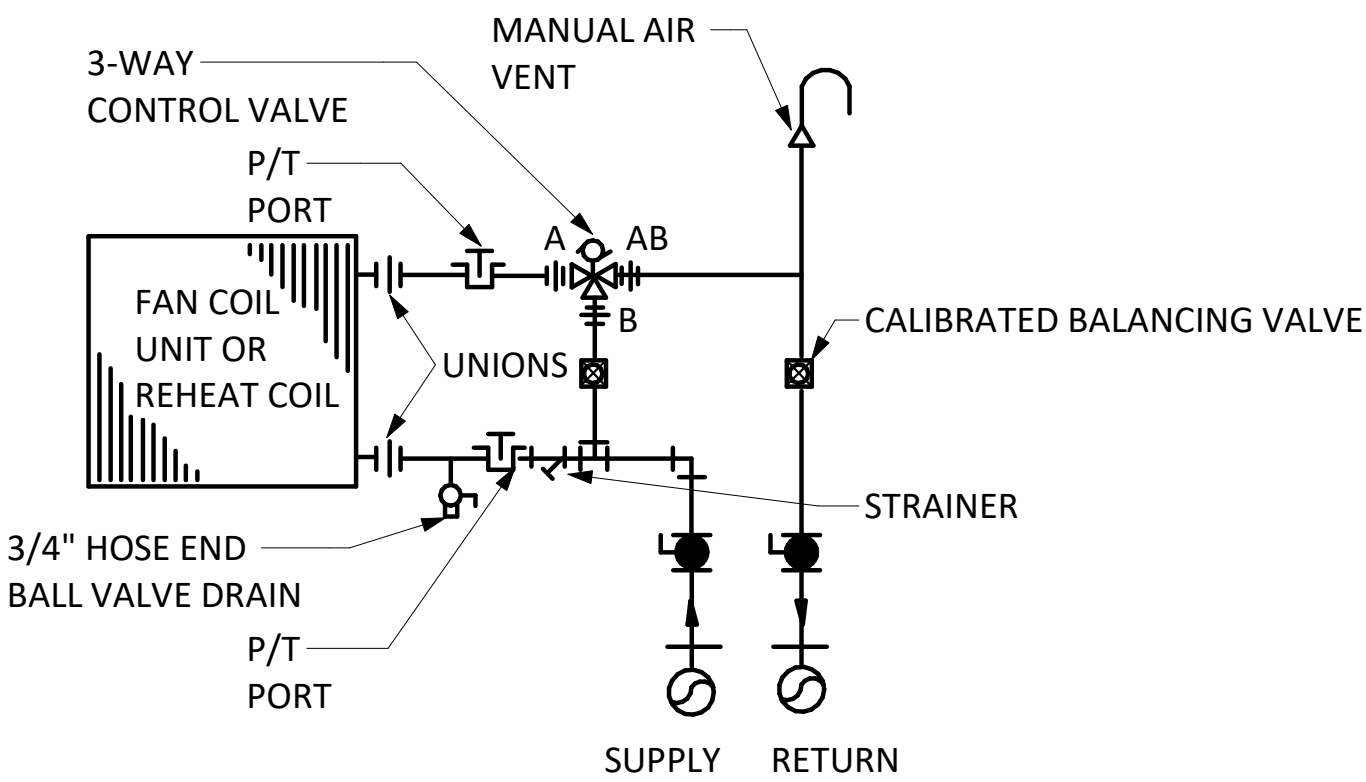 MANUAL AIR
VENT
3-WAY
CONTROL VALVE
P/T
PORT
A
AB
B
FAN COIL
UNIT OR
REHEAT COIL
UNIONS
CALIBRATED BALANCING VALVE
STRAINER
3/4" HOSE END
BALL VALVE DRAIN
P/T
PORT
SUPPLY
RETURN